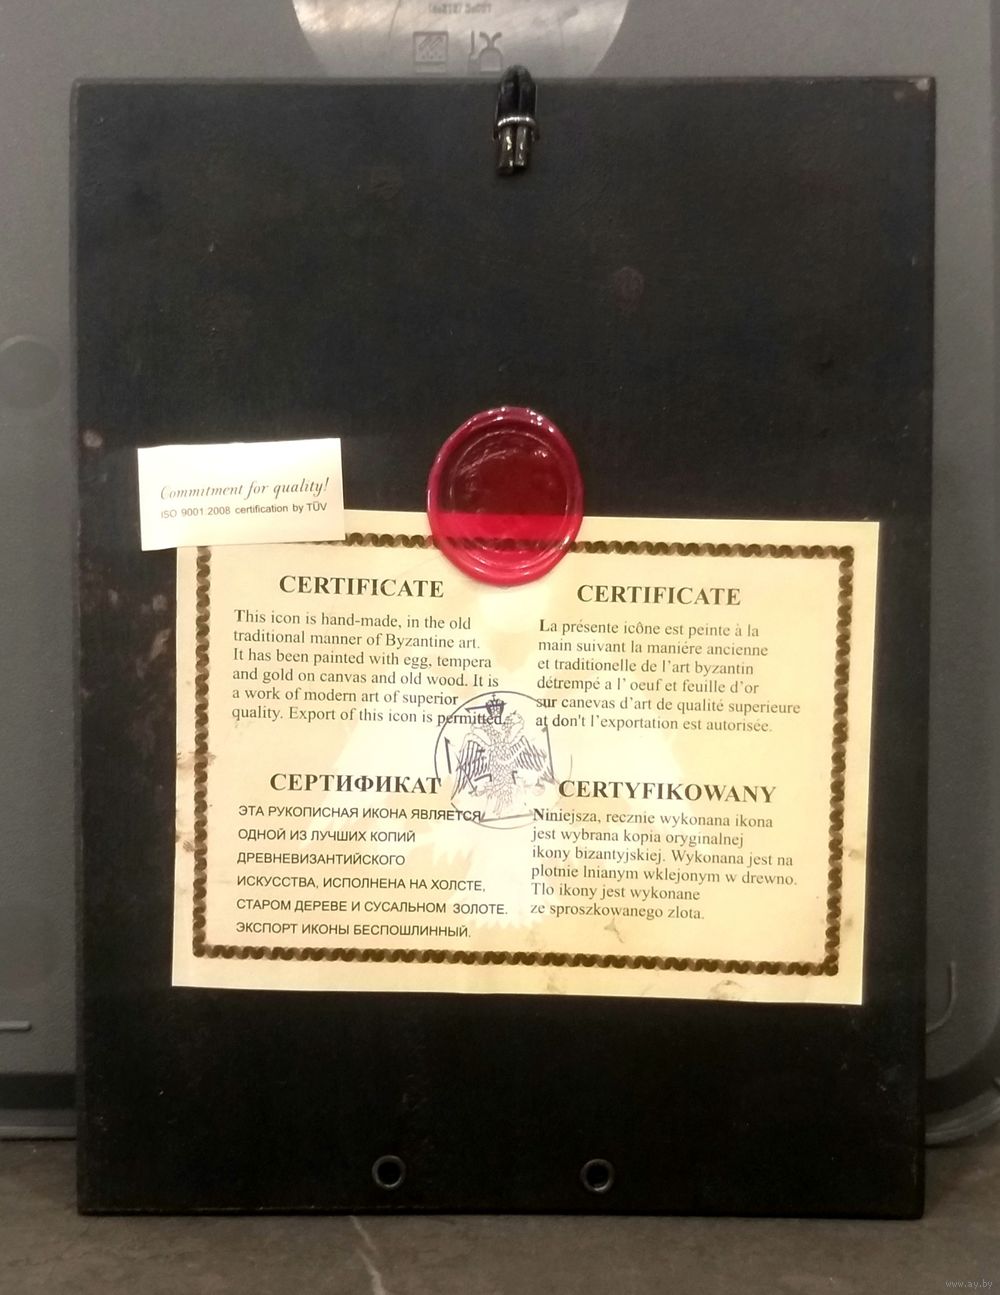 Commitment for quality!
ISO 9001:2008 certification by TÜV
CERTIFICATE
This icon is hand-made, in the old
traditional manner of Byzantine art.
It has been painted with egg, tempera
and gold on canvas and old wood. It is
a work of modern art of superior
quality. Export of this icon is permitted.
CERTIFICATE
La présente icône est peinte à la
main suivant la maniére ancienne
et traditionelle de l'art byzantin
détrempé a l' oeuf et feuille d'or
sur canevas d'art de qualité superieure
at don't l'exportation est autorisée.
СЕРТИФИКАТ
ЭТА РУКОПИСНАЯ ИКОНА ЯВЛЯЕТСЯ
ОДНОЙ ИЗ ЛУЧШИХ КОПИЙ
ДРЕВНЕВИЗАНТИЙСКОГО
ИСКУССТВА, ИСПОЛНЕНА НА ХОЛСТЕ,
СТАРОМ ДЕРЕВЕ И СУСАЛЬНОМ ЗОЛОТЕ.
ЭКСПОРТ ИКОНЫ БЕСПОШЛИННЫЙ.
CERTYFIKOWANY
Niniejsza, recznie wykonana ikona
jest wybrana kopia oryginalnej
ikony bizantyjskiej. Wykonana jest na
plotnie lnianym wklejonym w drewno.
Tlo ikony jest wykonane
ze sproszkowanego zlota.
www.ay.by